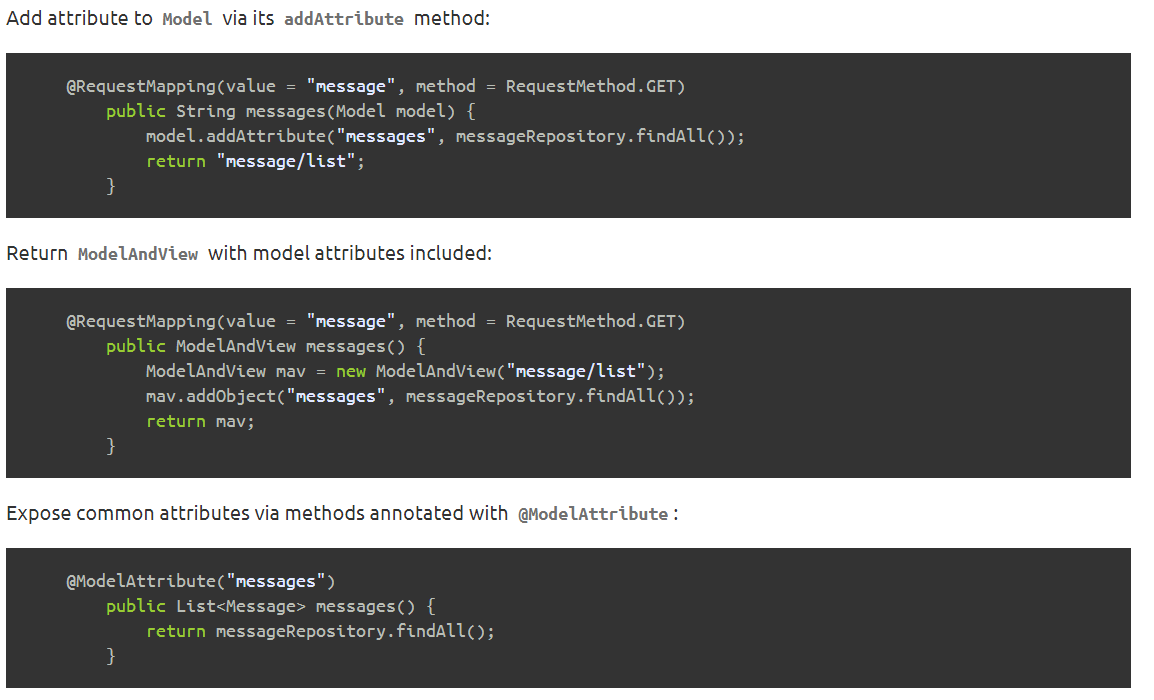 Add attribute to Model via its addAttribute method:
@RequestMapping(value = "message", method = RequestMethod.GET)
public String messages(Model model) {
model.addAttribute("messages", messageRepository.findAll());
return "message/list";
}
Return ModelAndView with model attributes included:
@RequestMapping(value = "message", method = RequestMethod.GET)
public ModelAndView messages() {
ModelAndView mav = new ModelAndView("message/list");
mav.addObject("messages", messageRepository.findAll());
return mav;
}
Expose common attributes via methods annotated with @ModelAttribute:
@ModelAttribute("messages")
public List<Message> messages() {
return messageRepository.findAll();
}